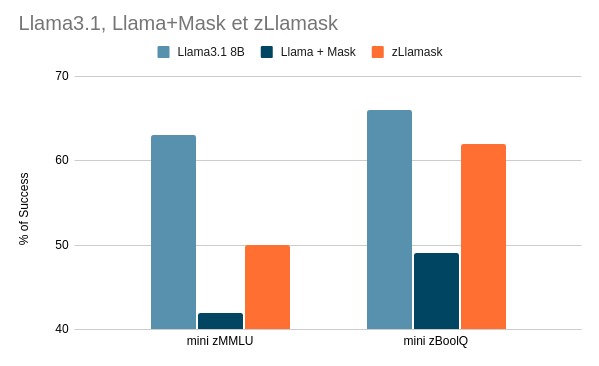 Llama3.1, Llama+Mask et zLlamask
Llama3.1 8B Llama + Mask zLlamask
70
60
50
40
% of Success
mini zMMLU mini zBoolQ